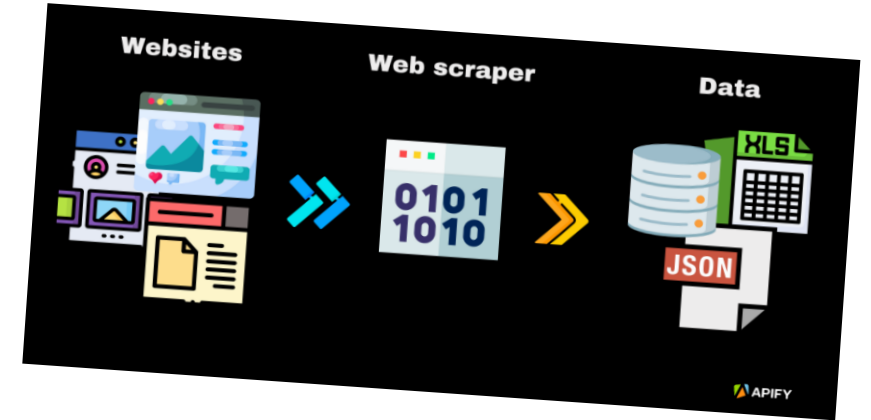 Websites
Web scraper
Data
XLS
0101
1010
JSON
APIFY